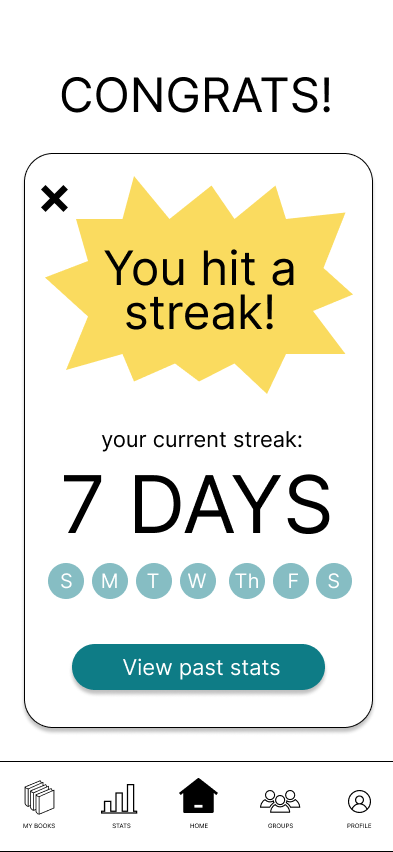 CONGRATS!
You hit a
streak!
your current streak:
7 DAYS
S M T W Th F S
View past stats
MY BOOKS STATS HOME GROUPS PROFILE